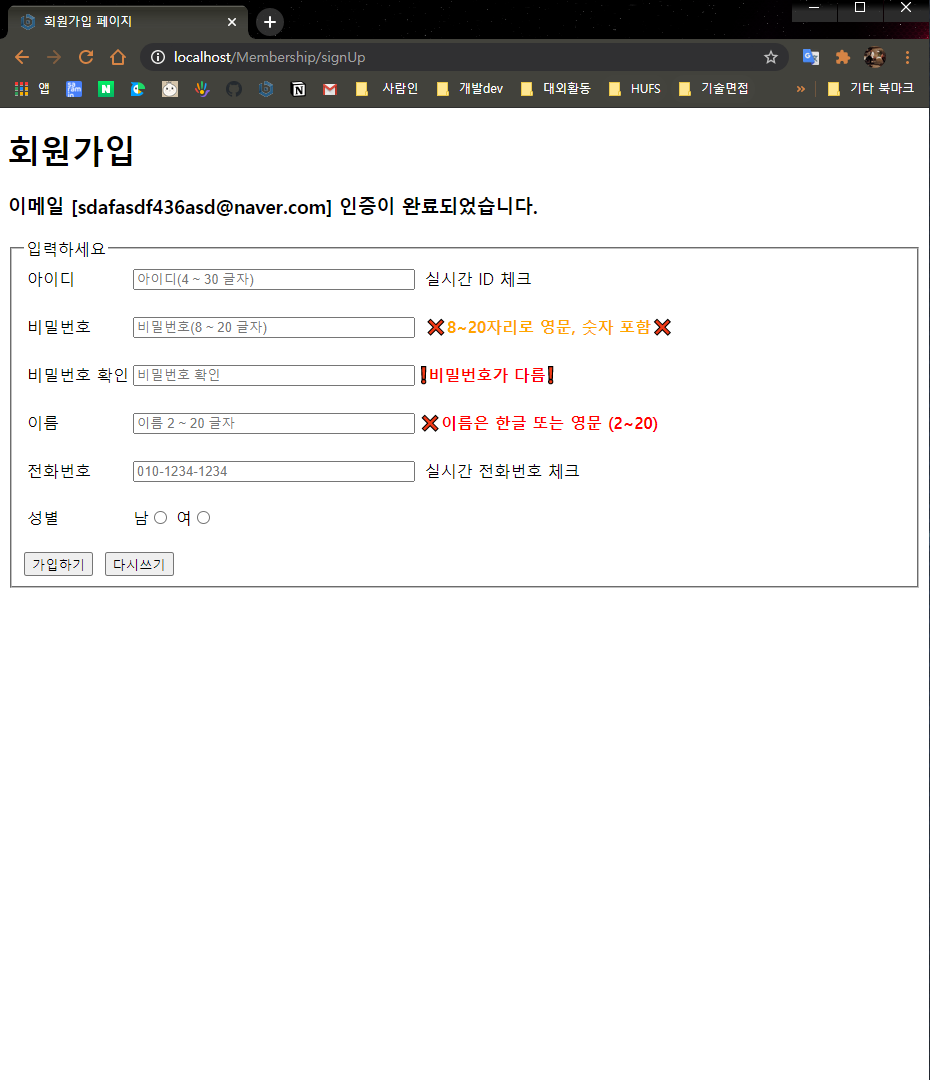 회원가입 페이지
localhost/Membership/signUp
앱 사람인 개발dev 대외활동 HUFS 기술면접 » 기타 북마크
회원가입
이메일 [sdafasdf436asd@naver.com] 인증이 완료되었습니다.
입력하세요
아이디 아이디(4 ~ 30 글자) 실시간 ID 체크
비밀번호 비밀번호(8 ~ 20 글자) ❌8~20자리로 영문, 숫자 포함❌
비밀번호 확인 비밀번호 확인 ❗비밀번호가 다름❗
이름 이름 2 ~ 20 글자 ❌이름은 한글 또는 영문 (2~20)
전화번호 010-1234-1234 실시간 전화번호 체크
성별 남 여
가입하기 다시쓰기